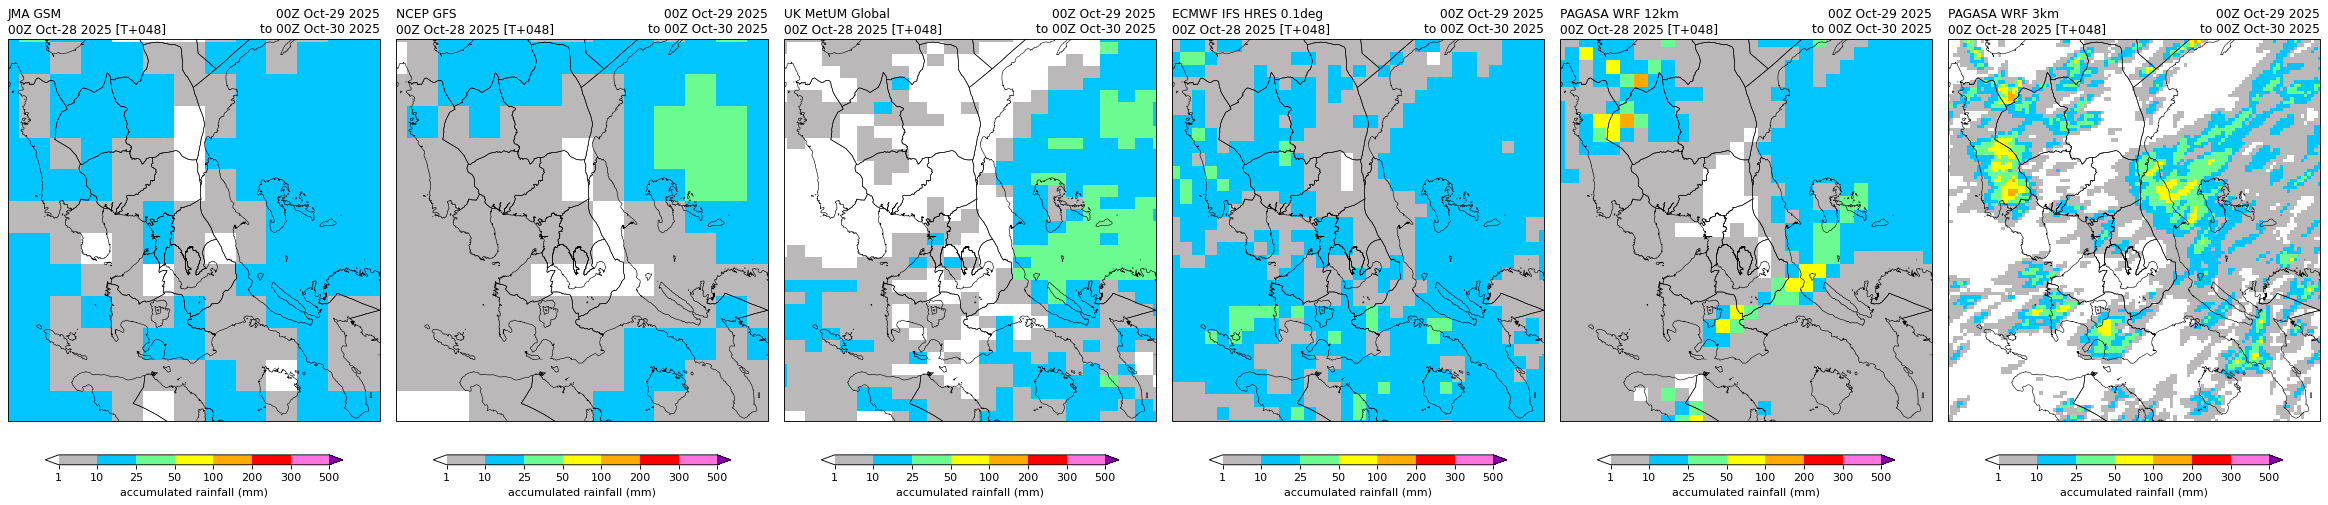 JMA GSM
00Z Oct-28 2025 [T+048]
00Z Oct-29 2025
to 00Z Oct-30 2025
NCEP GFS
00Z Oct-28 2025 [T+048]
00Z Oct-29 2025
to 00Z Oct-30 2025
UK MetUM Global
00Z Oct-28 2025 [T+048]
00Z Oct-29 2025
to 00Z Oct-30 2025
ECMWF IFS HRES 0.1deg
00Z Oct-28 2025 [T+048]
00Z Oct-29 2025
to 00Z Oct-30 2025
PAGASA WRF 12km
00Z Oct-28 2025 [T+048]
00Z Oct-29 2025
to 00Z Oct-30 2025
PAGASA WRF 3km
00Z Oct-28 2025 [T+048]
00Z Oct-29 2025
to 00Z Oct-30 2025
1 10 25 50 100 200 300 500
accumulated rainfall (mm)
1 10 25 50 100 200 300 500
accumulated rainfall (mm)
1 10 25 50 100 200 300 500
accumulated rainfall (mm)
1 10 25 50 100 200 300 500
accumulated rainfall (mm)
1 10 25 50 100 200 300 500
accumulated rainfall (mm)
1 10 25 50 100 200 300 500
accumulated rainfall (mm)